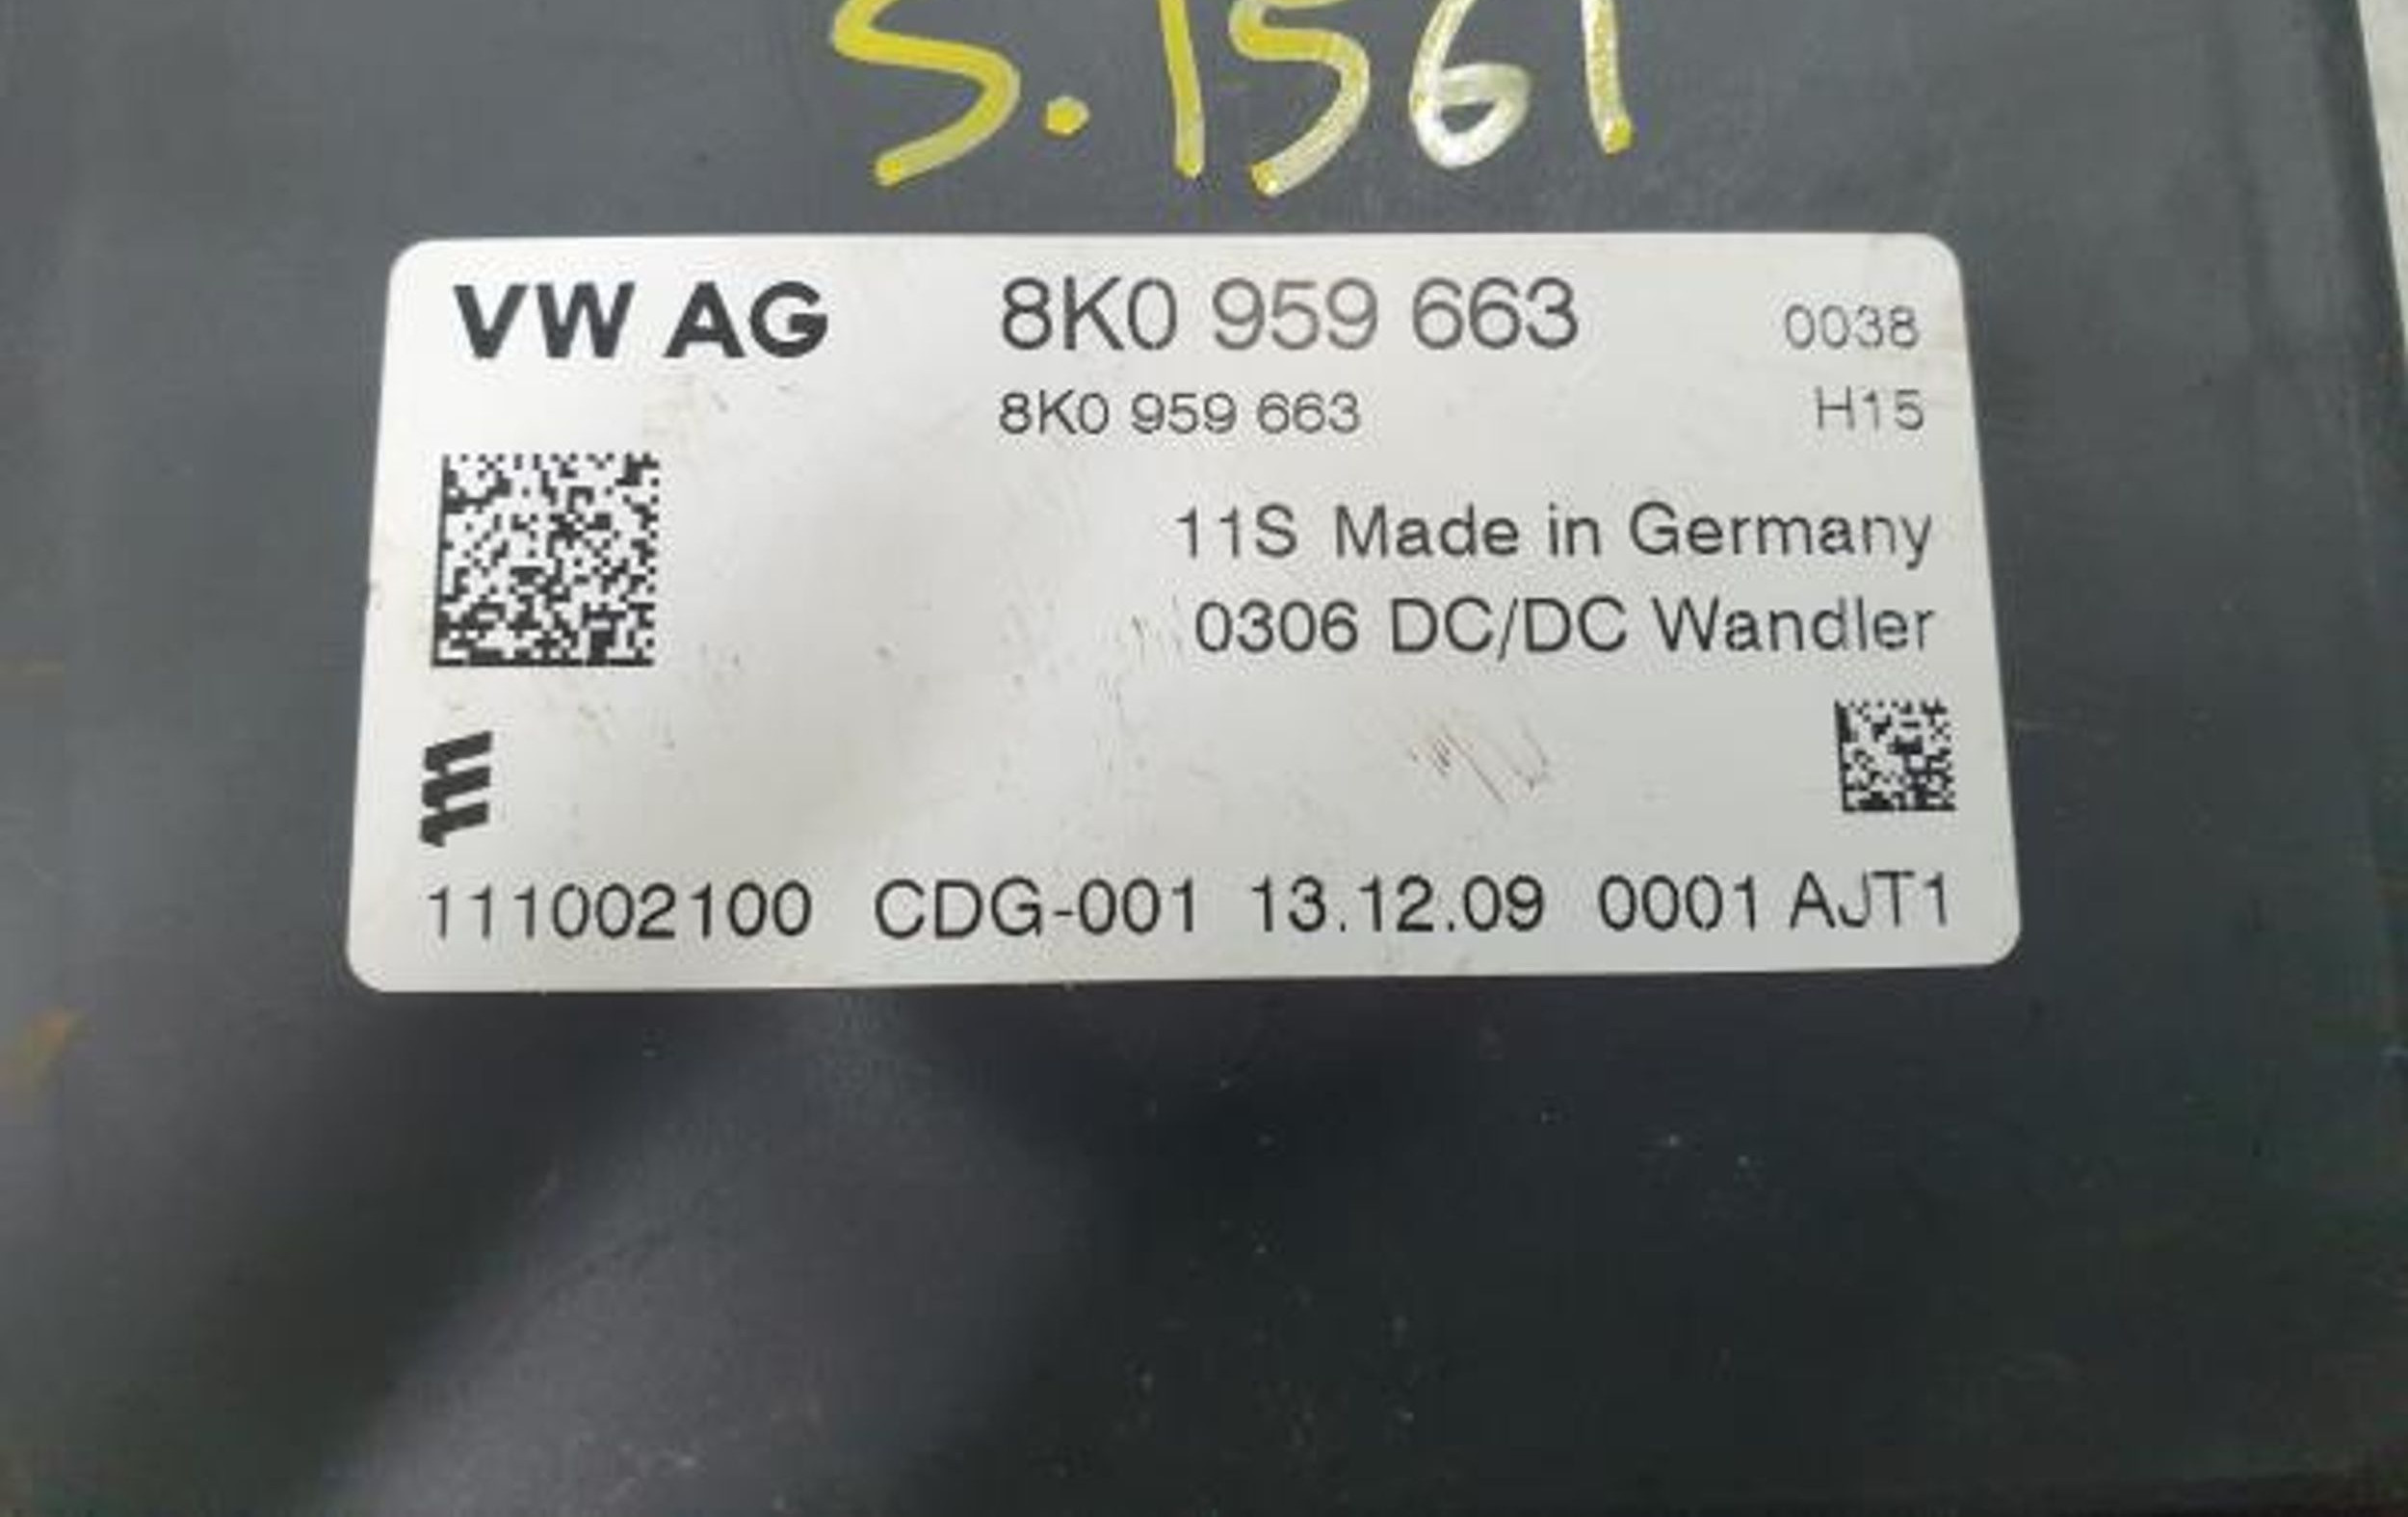 S.1561
VW AG 8K0 959 663 0038
8K0 959 663 H15
11S Made in Germany
0306 DC/DC Wandler
111002100 CDG-001 13.12.09 0001 AJT1